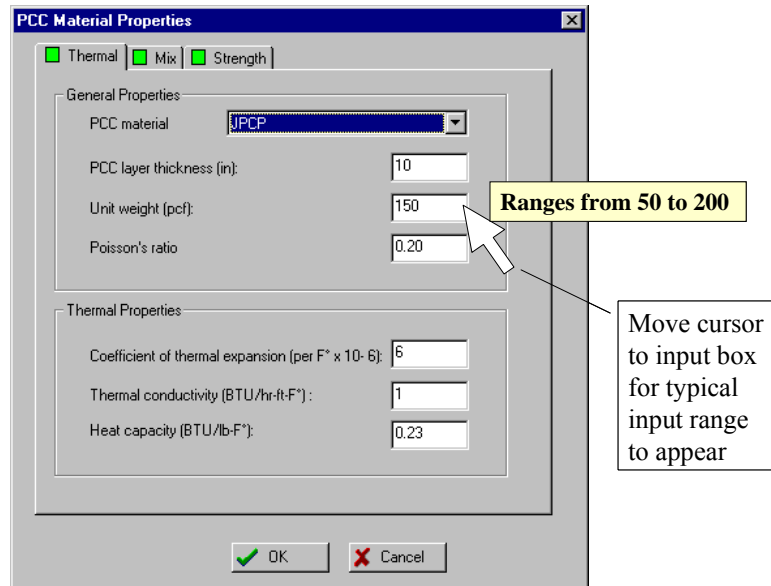 PCC Material Properties
Thermal Mix Strength
General Properties
PCC material JPCP
PCC layer thickness (in): 10
Unit weight (pcf): 150
Ranges from 50 to 200
Poisson's ratio 0.20
Move cursor
to input box
for typical
input range
to appear
Thermal Properties
Coefficient of thermal expansion (per F° x 10- 6): 6
Thermal conductivity (BTU/hr-ft-F°) : 1
Heat capacity (BTU/lb-F°): 0.23
OK Cancel